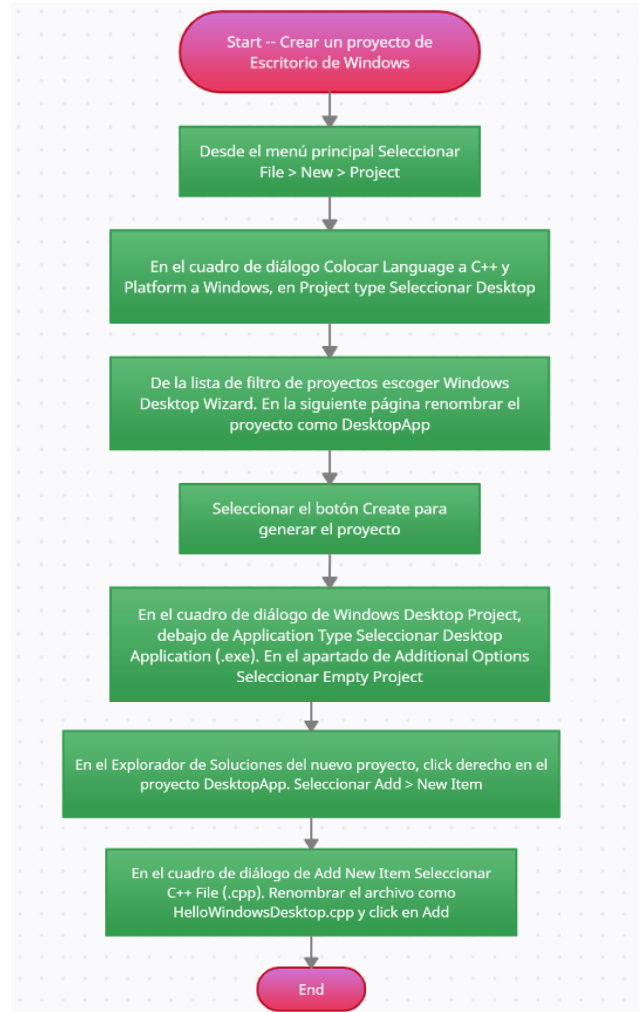 Start -- Crear un proyecto de
Escritorio de Windows
Desde el menú principal Seleccionar
File > New > Project
En el cuadro de diálogo Colocar Language a C++ y
Platform a Windows, en Project type Seleccionar Desktop
De la lista de filtro de proyectos escoger Windows
Desktop Wizard. En la siguiente página renombrar el
proyecto como DesktopApp
Seleccionar el botón Create para
generar el proyecto
En el cuadro de diálogo de Windows Desktop Project,
debajo de Application Type Seleccionar Desktop
Application (.exe). En el apartado de Additional Options
Seleccionar Empty Project
En el Explorador de Soluciones del nuevo proyecto, click derecho en el
proyecto DesktopApp. Seleccionar Add > New Item
En el cuadro de diálogo de Add New Item Seleccionar
C++ File (.cpp). Renombrar el archivo como
HelloWindowsDesktop.cpp y click en Add
End